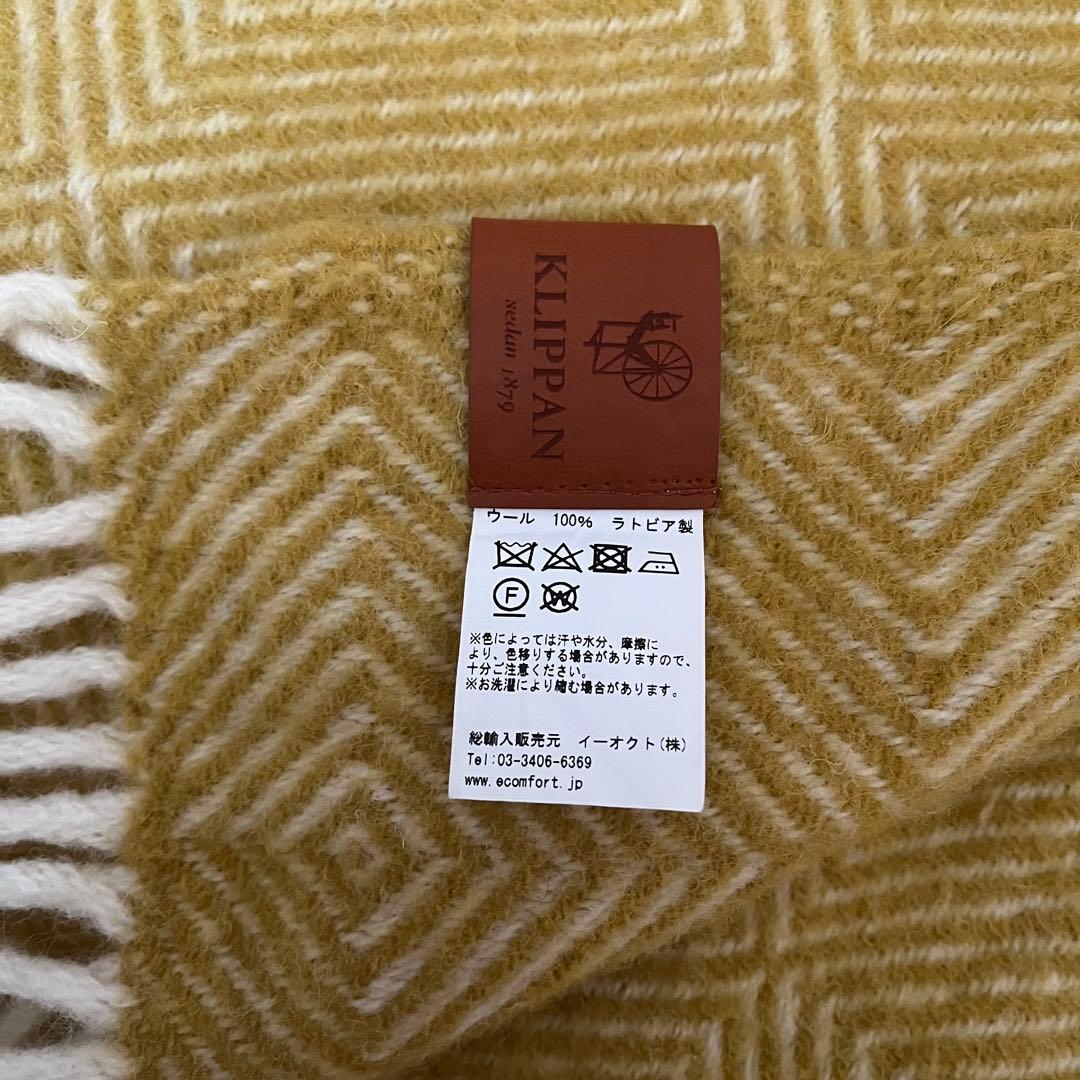 KLIPPAN
sedan 1879
ウール 100% ラトビア製
F W
※色によっては汗や水分、摩擦に
より、色移りする場合がありますので、
十分ご注意ください。
※お洗濯により縮む場合があります。
総輸入販売元 イーオクト(株)
Tel:03-3406-6369
www.ecomfort.jp